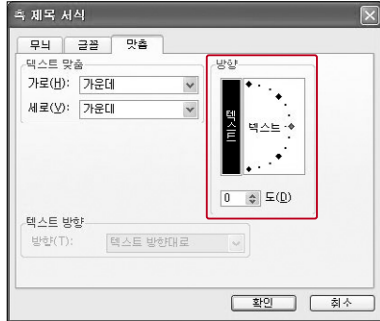 축 제목 서식
무늬 글꼴 맞춤
텍스트 맞춤
가로(H): 가운데
세로(V): 가운데
방향
텍스트
텍스트
0 도(D)
텍스트 방향
방향(T): 텍스트 방향대로
확인 취소